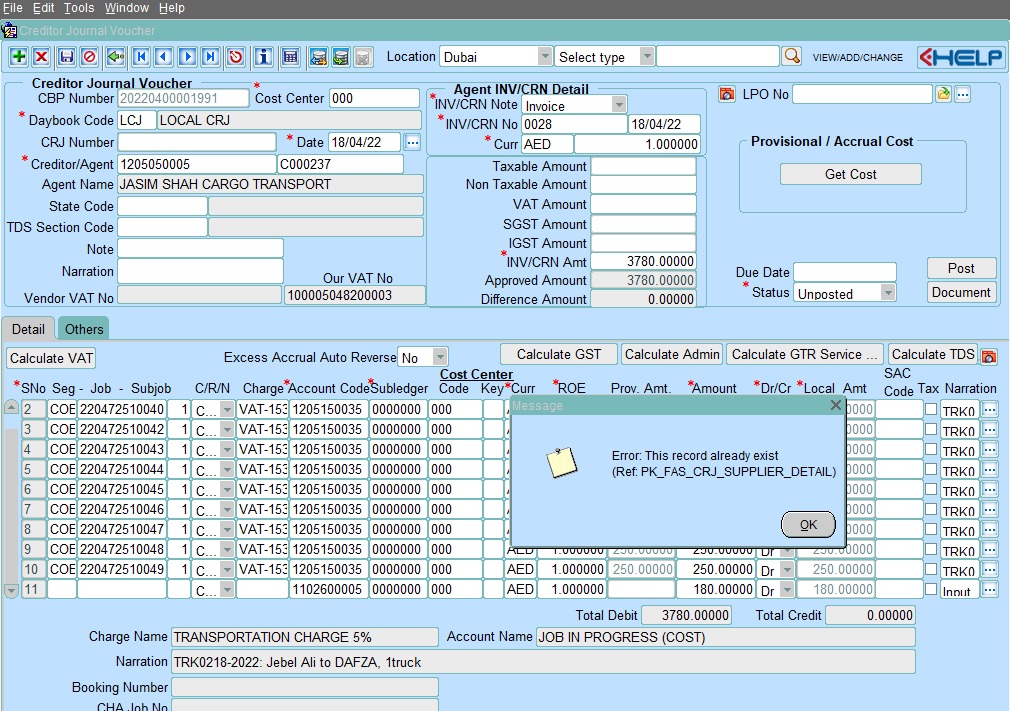 File Edit Tools Window Help
Creditor Journal Voucher
Location Dubai Select type VIEW/ADD/CHANGE HELP
Creditor Journal Voucher
CBP Number 20220400001991 * Cost Center 000
* Daybook Code LCJ LOCAL CRJ
CRJ Number * Date 18/04/22 ...
* Creditor/Agent 1205050005 C000237
Agent Name JASIM SHAH CARGO TRANSPORT
State Code
TDS Section Code
Note
Narration
Our VAT No
Vendor VAT No 100005048200003
Agent INV/CRN Detail
* INV/CRN Note Invoice
* INV/CRN No 0028 18/04/22
* Curr AED 1.000000
Taxable Amount
Non Taxable Amount
VAT Amount
SGST Amount
IGST Amount
* INV/CRN Amt 3780.00000
Approved Amount 3780.00000
Difference Amount 0.00000
LPO No ...
Provisional / Accrual Cost
Get Cost
Due Date Post
* Status Unposted Document
Detail Others
Calculate VAT Excess Accrual Auto Reverse No Calculate GST Calculate Admin Calculate GTR Service ... Calculate TDS
Cost Center SAC
*SNo Seg - Job - Subjob C/R/N Charge *Account Code *Subledger Code Key *Curr *ROE Prov. Amt. *Amount *Dr/Cr *Local Amt Code Tax Narration
2 COE 220472510040 1 C... VAT-153 1205150035 0000000 000 .00000 TRK0 ...
3 COE 220472510042 1 C... VAT-153 1205150035 0000000 000 .00000 TRK0 ...
4 COE 220472510043 1 C... VAT-153 1205150035 0000000 000 .00000 TRK0 ...
5 COE 220472510044 1 C... VAT-153 1205150035 0000000 000 .00000 TRK0 ...
6 COE 220472510045 1 C... VAT-153 1205150035 0000000 000 .00000 TRK0 ...
7 COE 220472510046 1 C... VAT-153 1205150035 0000000 000 .00000 TRK0 ...
8 COE 220472510047 1 C... VAT-153 1205150035 0000000 000 .00000 TRK0 ...
9 COE 220472510048 1 C... VAT-153 1205150035 0000000 000 AED 1.000000 250.00000 250.00000 Dr 250.00000 TRK0 ...
10 COE 220472510049 1 C... VAT-153 1205150035 0000000 000 AED 1.000000 250.00000 250.00000 Dr 250.00000 TRK0 ...
11 C... 1102600005 0000000 000 AED 1.000000 180.00000 Dr 180.00000 Input ...
Message
Error: This record already exist
(Ref: PK_FAS_CRJ_SUPPLIER_DETAIL)
OK
Total Debit 3780.00000 Total Credit 0.00000
Charge Name TRANSPORTATION CHARGE 5% Account Name JOB IN PROGRESS (COST)
Narration TRK0218-2022: Jebel Ali to DAFZA, 1truck
Booking Number
CHA Job No